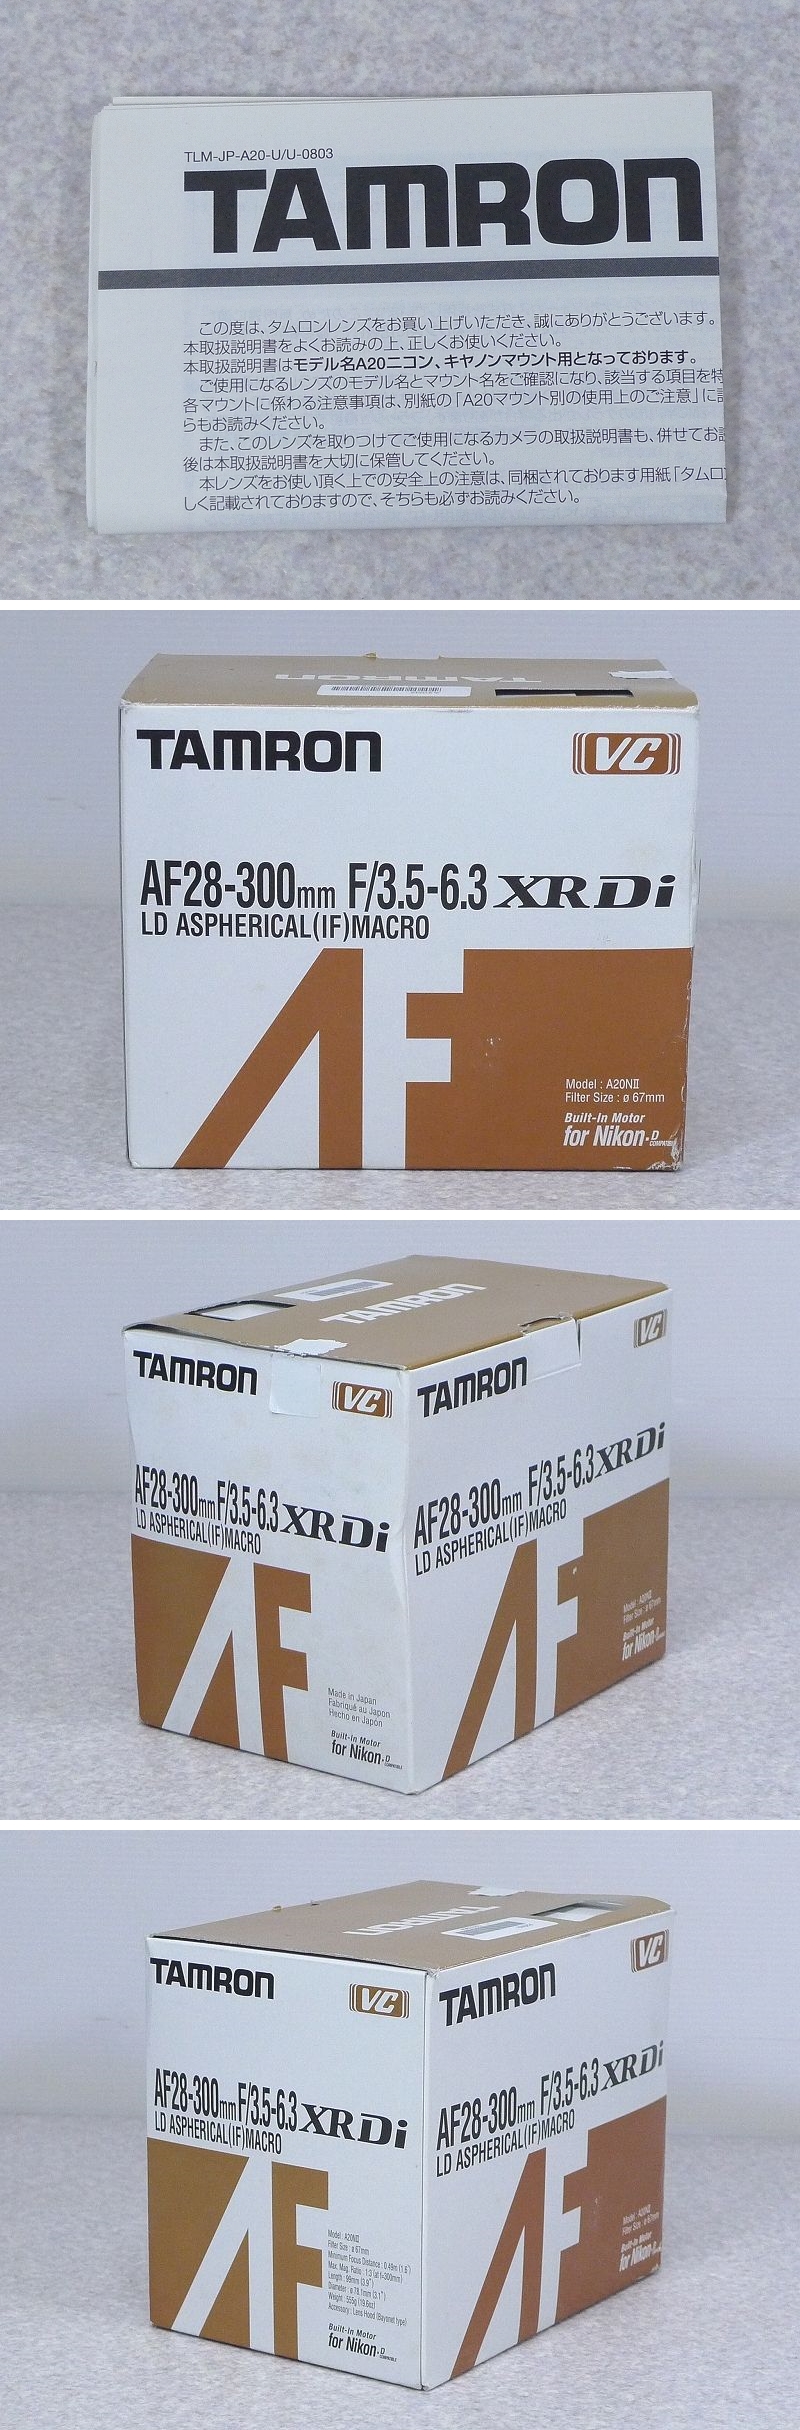 TLM-JP-A20-U/U-0803
TAMRON
この度は、タムロンレンズをお買い上げいただき、誠にありがとうございます。
本取扱説明書をよくお読みの上、正しくお使いください。
本取扱説明書はモデル名A20ニコン、キヤノンマウント用となっております。
ご使用になるレンズのモデル名とマウント名をご確認になり、該当する項目を特
各マウントに係わる注意事項は、別紙の「A20マウント別の使用上のご注意」に
らもお読みください。
また、このレンズを取りつけてご使用になるカメラの取扱説明書も、併せてお
後は本取扱説明書を大切に保管してください。
本レンズをお使い頂く上での安全上の注意は、同梱されております用紙「タムロ
しく記載されておりますので、そちらも必ずお読みください。
TAMRON
TAMRON
VC
AF28-300mm F/3.5-6.3 XR Di
LD ASPHERICAL(IF)MACRO
AF
Model : A20NII
Filter Size : ø 67mm
Built-In Motor
for Nikon-D
COMPATIBLE
TAMRON
TAMRON
VC
AF28-300mm F/3.5-6.3 XR Di
LD ASPHERICAL(IF)MACRO
AF
Made in Japan
Fabriqué au Japon
Hecho en Japón
Built-In Motor
for Nikon-D
COMPATIBLE
TAMRON
VC
AF28-300mm F/3.5-6.3 XR Di
LD ASPHERICAL(IF)MACRO
AF
Model : A20NII
Filter Size : ø 67mm
Built-In Motor
for Nikon-D
TAMRON
TAMRON
VC
AF28-300mm F/3.5-6.3 XR Di
LD ASPHERICAL(IF)MACRO
AF
Model : A20NII
Filter Size : ø 67mm
Minimum Focus Distance : 0.49m (1.6')
Max. Mag. Ratio : 1:3 (at f=300mm)
Length : 99mm (3.9")
Diameter : ø 78.1mm (3.1")
Weight : 555g (19.6oz)
Accessory : Lens Hood (Bayonet type)
Built-In Motor
for Nikon-D
COMPATIBLE
TAMRON
VC
AF28-300mm F/3.5-6.3 XR Di
LD ASPHERICAL(IF)MACRO
AF
Model : A20NII
Filter Size : ø 67mm
Built-In Motor
for Nikon-D